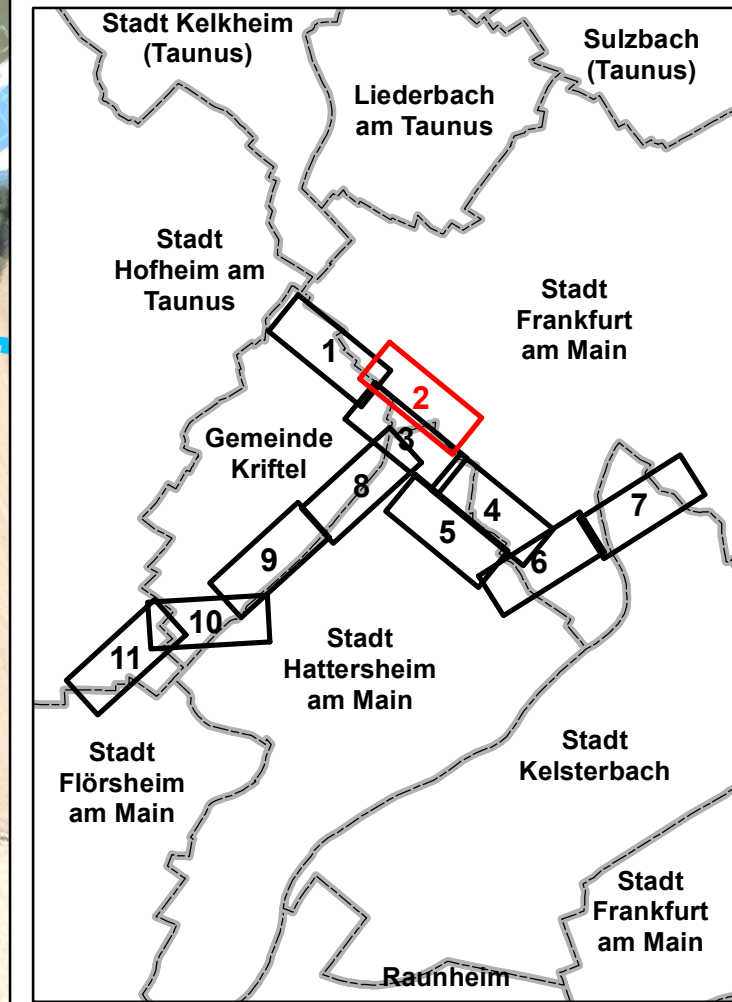 Stadt Kelkheim
(Taunus)
Sulzbach
(Taunus)
Liederbach
am Taunus
Stadt
Hofheim am
Taunus
Stadt
Frankfurt
am Main
1
2
3
Gemeinde
Kriftel
8
4
7
5
9
6
10
11
Stadt
Hattersheim
am Main
Stadt
Flörsheim
am Main
Stadt
Kelsterbach
Stadt
Frankfurt
am Main
Raunheim